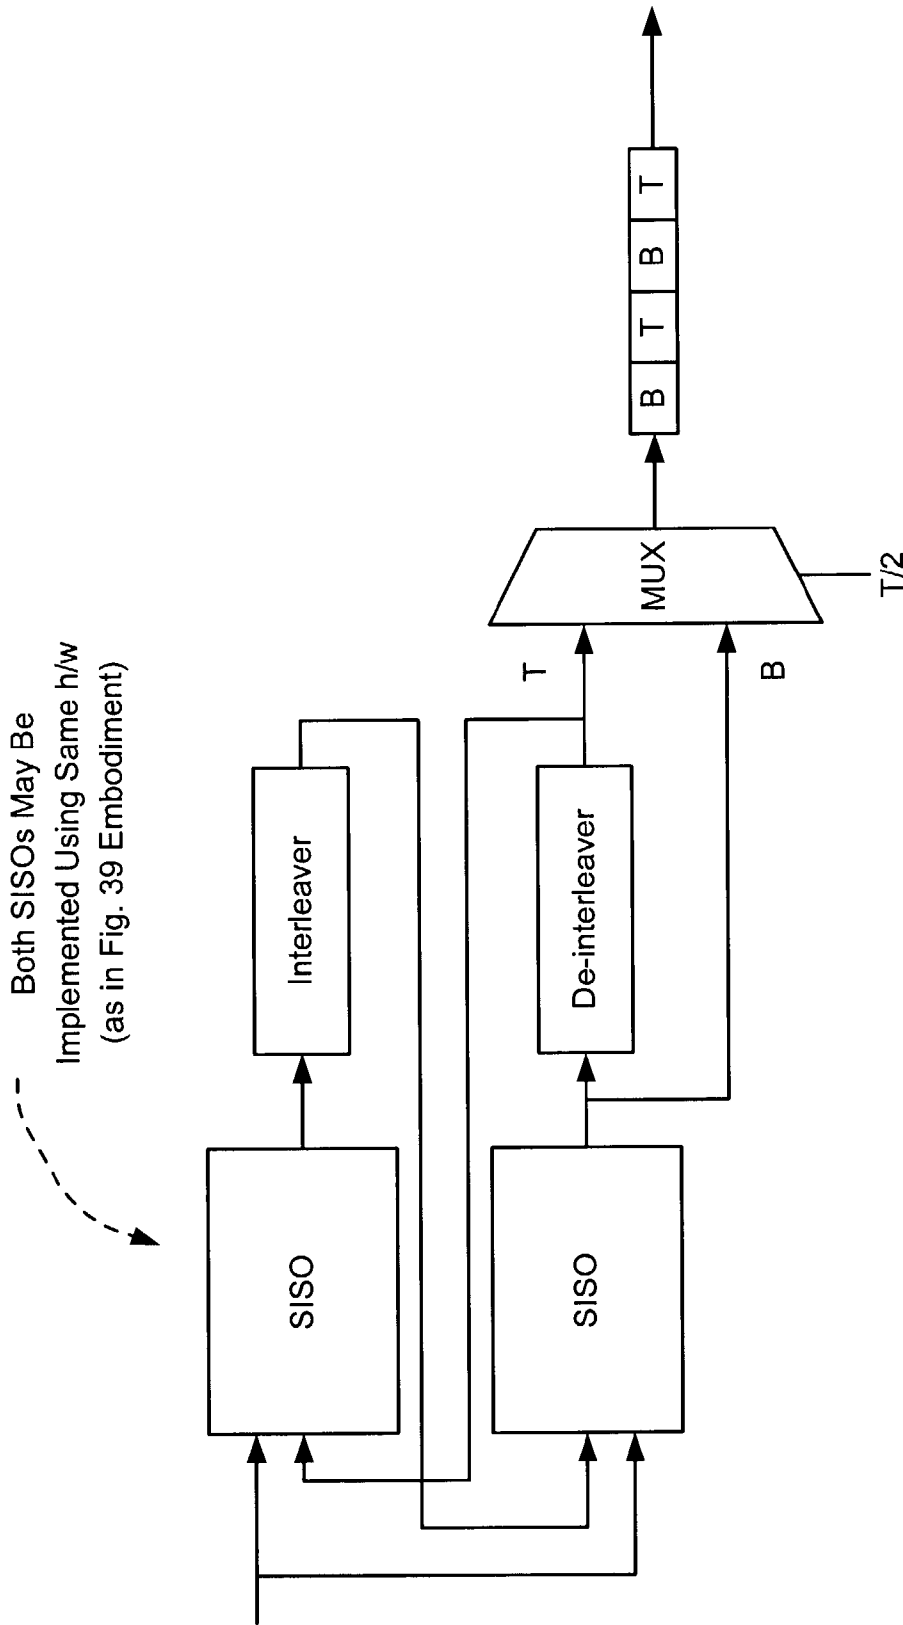 Both SISOs May Be
Implemented Using Same h/w
(as in Fig. 39 Embodiment)
SISO
Interleaver
SISO
De-interleaver
T
B
MUX
T/2
B T B T